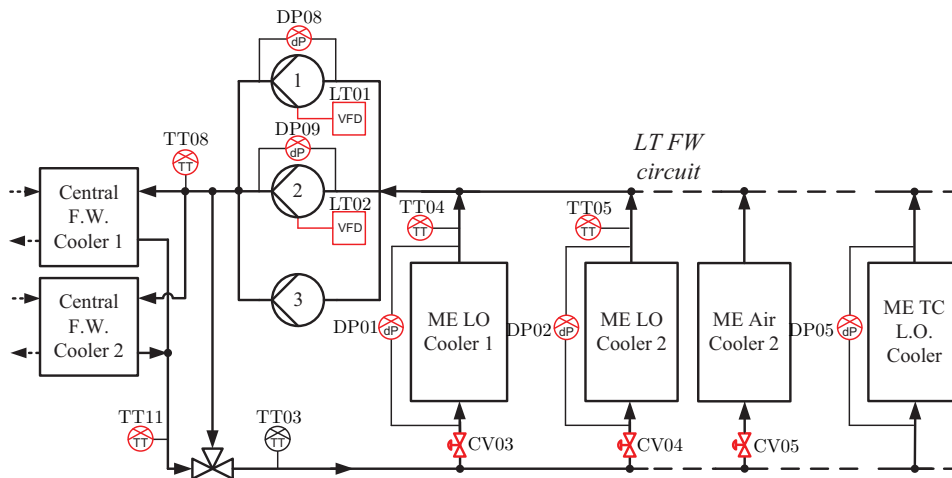 DP08
dP
1
LT01
VFD
DP09
dP
TT08
TT
2
LT02
VFD
LT FW
circuit
Central
F.W.
Cooler 1
TT04
TT
TT05
TT
3
Central
F.W.
Cooler 2
DP01
dP
ME LO
Cooler 1
DP02
dP
ME LO
Cooler 2
ME Air
Cooler 2
DP05
dP
ME TC
L.O.
Cooler
TT11
TT
TT03
TT
CV03
CV04
CV05